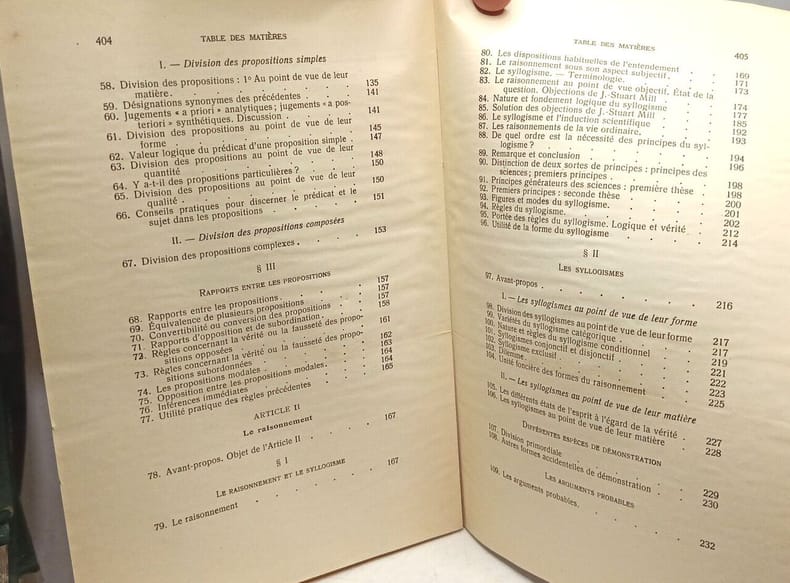 404 TABLE DES MATIÈRES
I. — Division des propositions simples
58. Division des propositions : 1º Au point de vue de leur
matière . . . . . 135
59. Désignations synonymes des précédentes . . . 141
60. Jugements « a priori » analytiques ; jugements « a pos-
teriori » synthétiques. Discussion . . . 141
61. Division des propositions au point de vue de leur
forme . . . . . 145
62. Valeur logique du prédicat d'une proposition simple . 147
63. Division des propositions au point de vue de leur
quantité . . . . . 148
64. Y a-t-il des propositions particulières ? . . . 150
65. Division des propositions au point de vue de leur
qualité . . . . . 150
66. Conseils pratiques pour discerner le prédicat et le
sujet dans les propositions . . . . 151
II. — Division des propositions composées
67. Division des propositions complexes . . . . 153
§ III
RAPPORTS ENTRE LES PROPOSITIONS
68. Rapports entre les propositions . . . . 157
69. Équivalence de plusieurs propositions . . . 157
70. Convertibilité ou conversion des propositions . . 157
71. Rapports d'opposition et de subordination . . . 158
72. Règles concernant la vérité ou la fausseté des propo-
sitions opposées . . . . 161
73. Règles concernant la vérité ou la fausseté des propo-
sitions subordonnées . . . . 162
74. Les propositions modales . . . . 163
75. Opposition entre les propositions modales . . . 164
76. Inférences immédiates . . . . 164
77. Utilité pratique des règles précédentes . . . 165
ARTICLE II
Le raisonnement
78. Avant-propos. Objet de l'Article II . . . . 167
§ I
LE RAISONNEMENT ET LE SYLLOGISME
79. Le raisonnement . . . . . 167
TABLE DES MATIÈRES 405
80. Les dispositions habituelles de l'entendement . . 169
81. Le raisonnement sous son aspect subjectif . . . 171
82. Le syllogisme. — Terminologie. . . . 173
83. Le raisonnement au point de vue objectif. État de la
question. Objections de J.-Stuart Mill . . . 174
84. Nature et fondement logique du syllogisme . . . 177
85. Solution des objections de J.-Stuart Mill . . . 185
86. Le syllogisme et l'induction scientifique . . . 192
87. Les raisonnements de la vie ordinaire. . . . 193
88. De quel ordre est la nécessité des principes du syl-
logisme ? . . . . 194
89. Remarque et conclusion . . . . 196
90. Distinction de deux sortes de principes : principes des
sciences ; premiers principes . . . . 198
91. Principes générateurs des sciences : première thèse . 198
92. Premiers principes : seconde thèse . . . 200
93. Figures et modes du syllogisme. . . . 201
94. Règles du syllogisme. . . . 202
95. Portée des règles du syllogisme. Logique et vérité . 212
96. Utilité de la forme du syllogisme . . . 214
§ II
LES SYLLOGISMES
97. Avant-propos . . . . . 216
I. — Les syllogismes au point de vue de leur forme
98. Division des syllogismes au point de vue de leur forme 217
99. Variétés du syllogisme catégorique . . . 217
100. Nature et règles du syllogisme conditionnel . . 219
101. Syllogismes conjonctif et disjonctif . . . 221
102. Syllogisme exclusif . . . . 222
103. Dilemme . . . . 223
104. Unité foncière des formes du raisonnement . . 225
II. — Les syllogismes au point de vue de leur matière
105. Les différents états de l'esprit à l'égard de la vérité . 227
106. Les syllogismes au point de vue de leur matière . 228
DIFFÉRENTES ESPÈCES DE DÉMONSTRATION
107. Division primordiale . . . . 229
108. Autres formes accidentelles de démonstration . . 230
LES ARGUMENTS PROBABLES
109. Les arguments probables. . . . 232